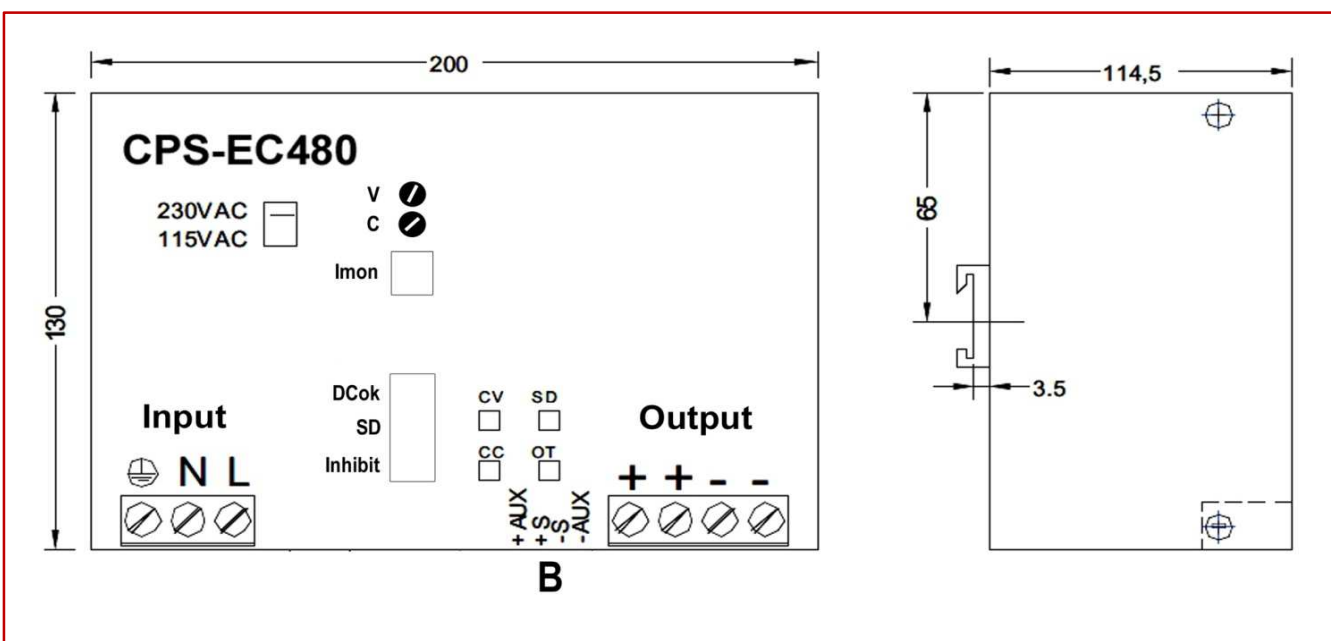 200
114,5
CPS-EC480
V
C
230VAC
115VAC
Imon
65
130
3.5
DCok
SD
Inhibit
CV SD
CC OT
Input
Output
N L
+ + - -
+AUX
+S
-S
-AUX
B